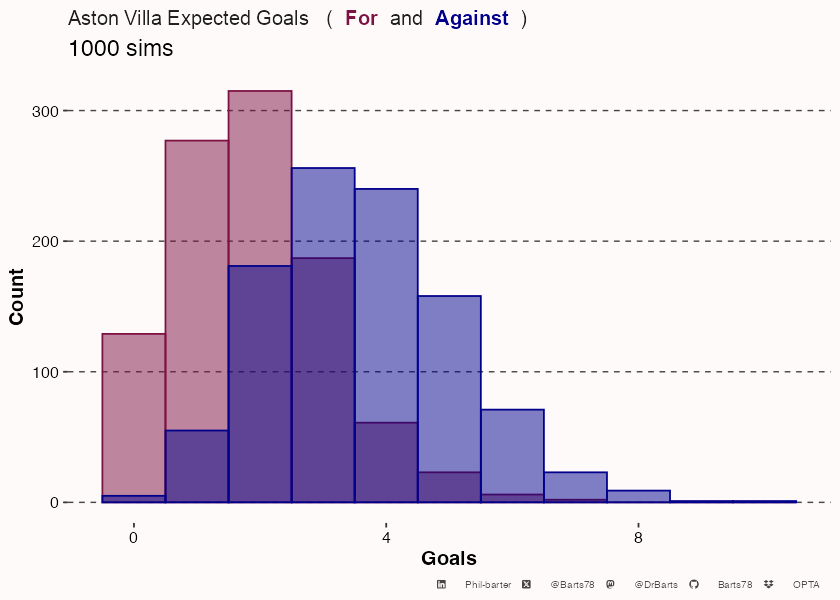 Aston Villa Expected Goals ( For and Against )
1000 sims
300
200
100
0
Count
0 4 8
Goals
Phil-barter @Barts78 @DrBarts Barts78 OPTA